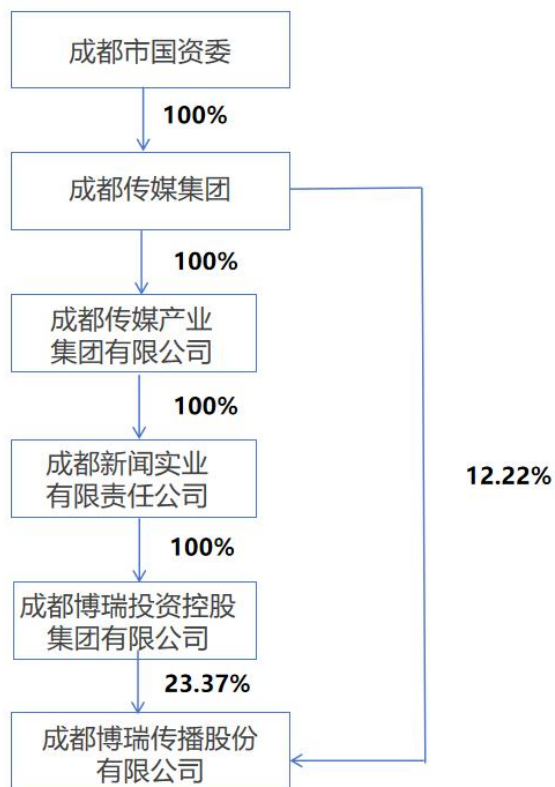 成都市国资委
100%
成都传媒集团
100%
成都传媒产业
集团有限公司
100%
成都新闻实业
有限责任公司
12.22%
100%
成都博瑞投资控股
集团有限公司
23.37%
成都博瑞传播股份
有限公司